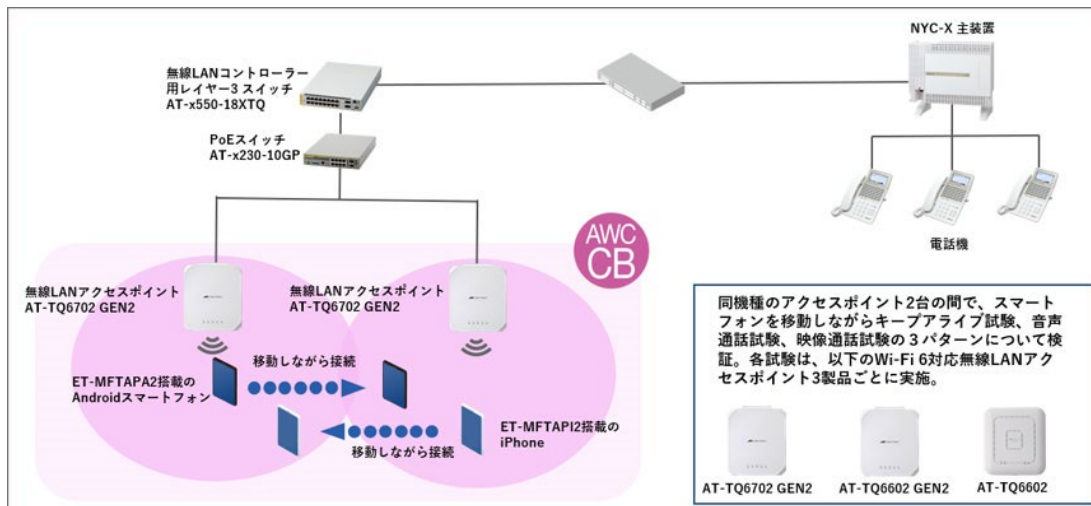 NYC-X 主装置
無線LANコントローラー
用レイヤー3 スイッチ
AT-x550-18XTQ
PoEスイッチ
AT-x230-10GP
電話機
AWC
CB
無線LANアクセスポイント
AT-TQ6702 GEN2
無線LANアクセスポイント
AT-TQ6702 GEN2
移動しながら接続
ET-MFTAPA2搭載の
Androidスマートフォン
ET-MFTAPI2搭載の
iPhone
移動しながら接続
同機種のアクセスポイント2台の間で、スマート
フォンを移動しながらキープアライブ試験、音声
通話試験、映像通話試験の3パターンについて検
証。各試験は、以下のWi-Fi 6対応無線LANアク
セスポイント3製品ごとに実施。
AT-TQ6702 GEN2
AT-TQ6602 GEN2
AT-TQ6602